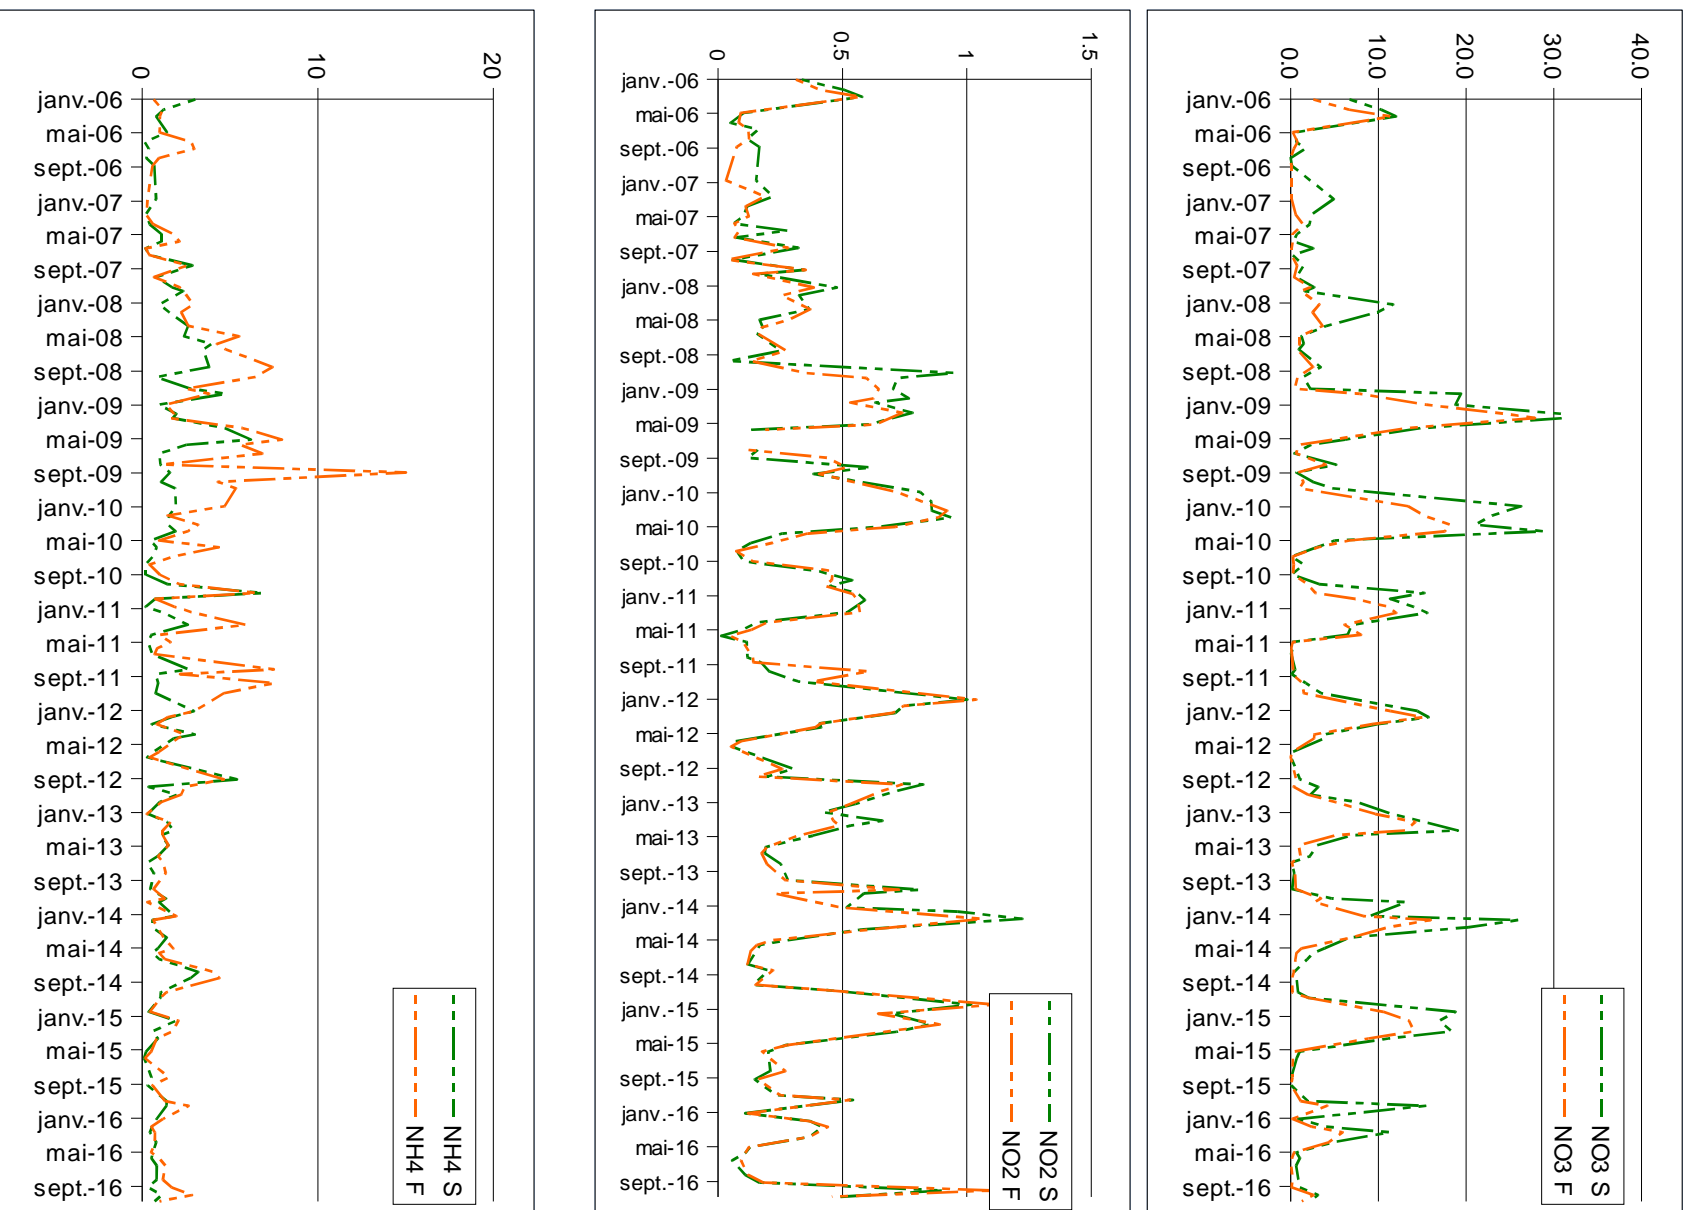 0
10
20
janv.-06
mai-06
sept.-06
janv.-07
mai-07
sept.-07
janv.-08
mai-08
sept.-08
janv.-09
mai-09
sept.-09
janv.-10
mai-10
sept.-10
janv.-11
mai-11
sept.-11
janv.-12
mai-12
sept.-12
janv.-13
mai-13
sept.-13
janv.-14
mai-14
sept.-14
janv.-15
mai-15
sept.-15
janv.-16
mai-16
sept.-16
NH4 S
NH4 F
0
0.5
1
1.5
janv.-06
mai-06
sept.-06
janv.-07
mai-07
sept.-07
janv.-08
mai-08
sept.-08
janv.-09
mai-09
sept.-09
janv.-10
mai-10
sept.-10
janv.-11
mai-11
sept.-11
janv.-12
mai-12
sept.-12
janv.-13
mai-13
sept.-13
janv.-14
mai-14
sept.-14
janv.-15
mai-15
sept.-15
janv.-16
mai-16
sept.-16
NO2 S
NO2 F
0.0
10.0
20.0
30.0
40.0
janv.-06
mai-06
sept.-06
janv.-07
mai-07
sept.-07
janv.-08
mai-08
sept.-08
janv.-09
mai-09
sept.-09
janv.-10
mai-10
sept.-10
janv.-11
mai-11
sept.-11
janv.-12
mai-12
sept.-12
janv.-13
mai-13
sept.-13
janv.-14
mai-14
sept.-14
janv.-15
mai-15
sept.-15
janv.-16
mai-16
sept.-16
NO3 S
NO3 F